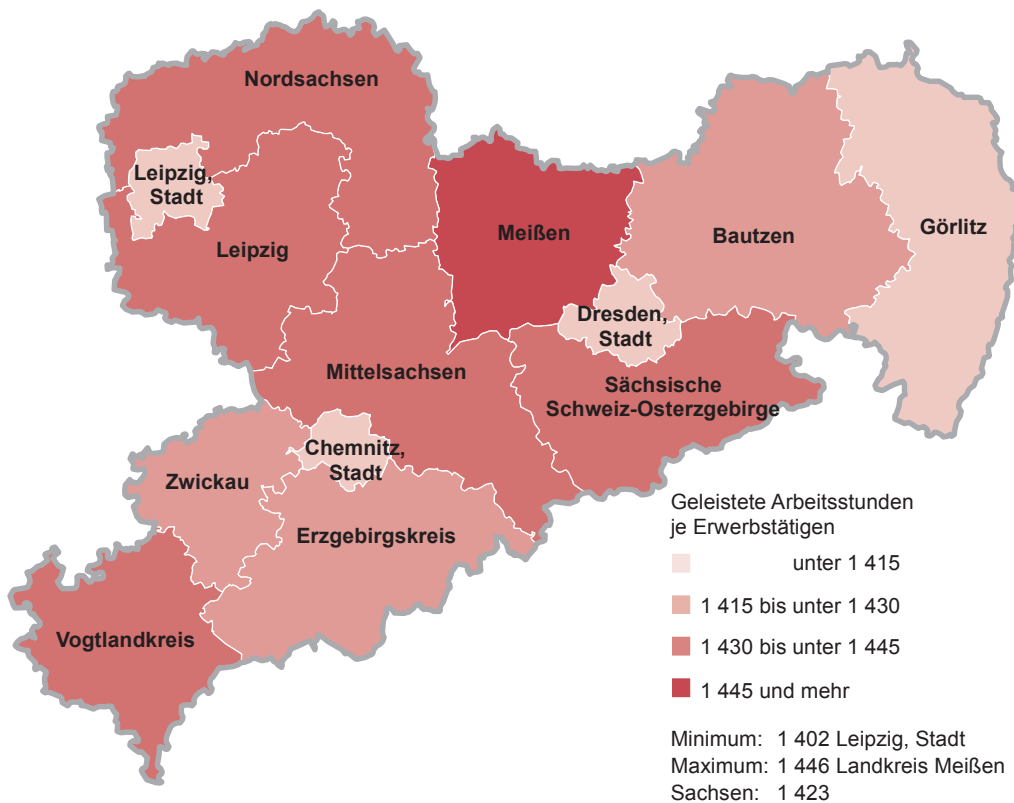 Nordsachsen
Leipzig,
Stadt
Leipzig
Meißen
Bautzen
Görlitz
Dresden,
Stadt
Mittelsachsen
Sächsische
Schweiz-Osterzgebirge
Chemnitz,
Stadt
Zwickau
Erzgebirgskreis
Vogtlandkreis
Geleistete Arbeitsstunden
je Erwerbstätigen
unter 1 415
1 415 bis unter 1 430
1 430 bis unter 1 445
1 445 und mehr
Minimum: 1 402 Leipzig, Stadt
Maximum: 1 446 Landkreis Meißen
Sachsen: 1 423